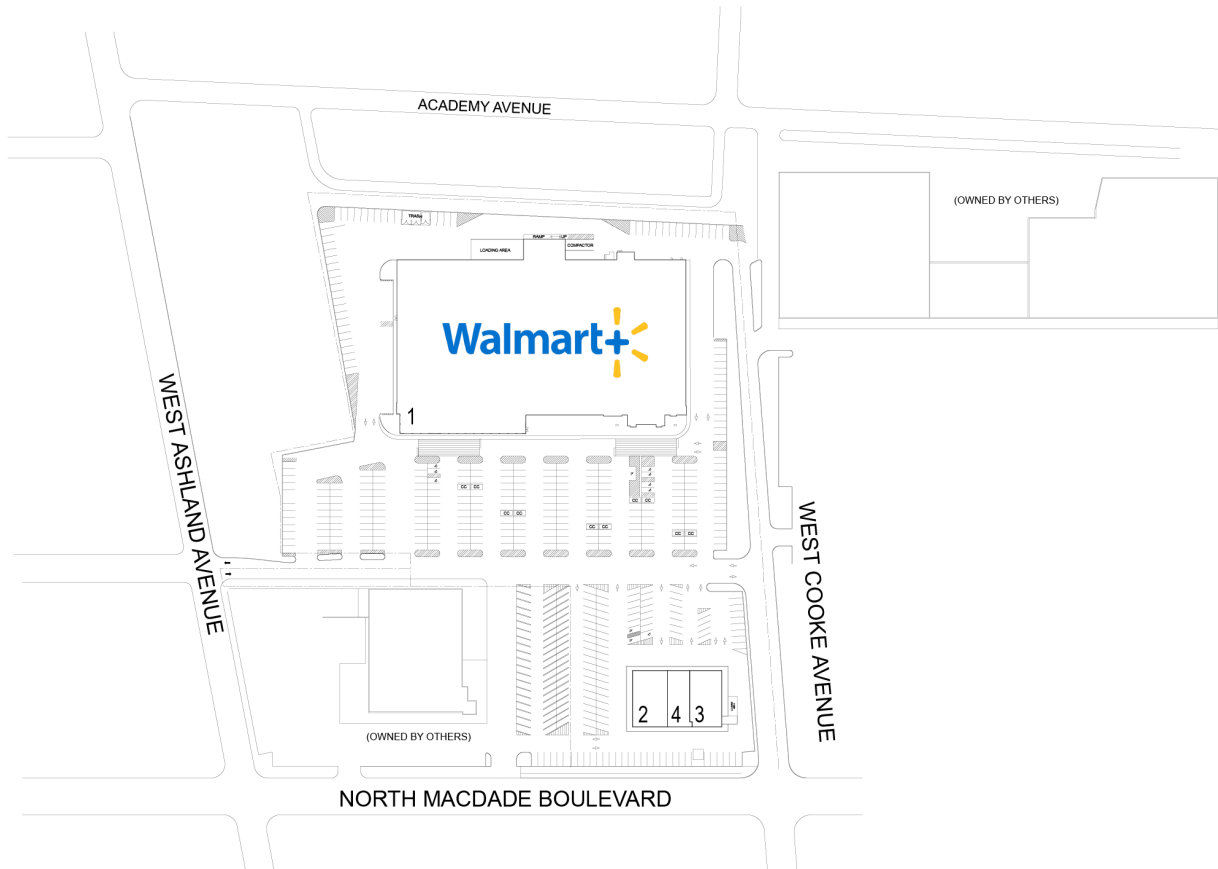 ACADEMY AVENUE
(OWNED BY OTHERS)
TRASH
RAMP UP
LOADING AREA
COMPACTOR
Walmart+
1
WEST ASHLAND AVENUE
CC CC
CC CC
CC CC
CC CC
CC CC
WEST COOKE AVENUE
2 4 3
(OWNED BY OTHERS)
NORTH MACDADE BOULEVARD